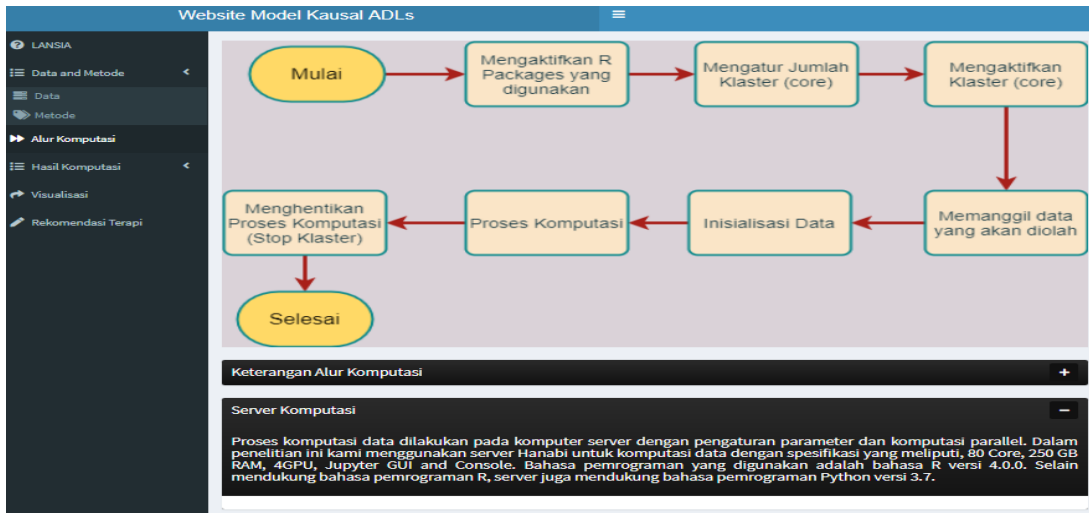 Website Model Kausal ADLs
LANSIA
Data and Metode
Data
Metode
Alur Komputasi
Hasil Komputasi
Visualisasi
Rekomendasi Terapi
Mulai
Mengaktifkan R
Packages yang
digunakan
Mengatur Jumlah
Klaster (core)
Mengaktifkan
Klaster (core)
Memanggil data
yang akan diolah
Inisialisasi Data
Proses Komputasi
Menghentikan
Proses Komputasi
(Stop Klaster)
Selesai
Keterangan Alur Komputasi
Server Komputasi
Proses komputasi data dilakukan pada komputer server dengan pengaturan parameter dan komputasi parallel. Dalam
penelitian ini kami menggunakan server Hanabi untuk komputasi data dengan spesifikasi yang meliputi, 80 Core, 250 GB
RAM, 4GPU, Jupyter GUI and Console. Bahasa pemrograman yang digunakan adalah bahasa R versi 4.0.0. Selain
mendukung bahasa pemrograman R, server juga mendukung bahasa pemrograman Python versi 3.7.